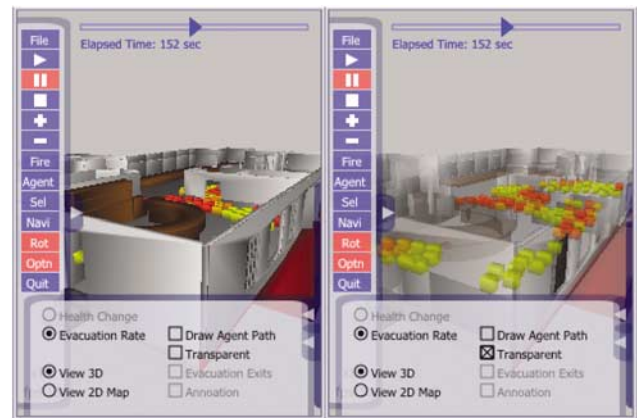 Elapsed Time: 152 sec
File
Fire
Agent
Sel
Navi
Rot
Optn
Quit
Health Change
Evacuation Rate
Draw Agent Path
Transparent
View 3D
Evacuation Exits
View 2D Map
Annoation
Elapsed Time: 152 sec
File
Fire
Agent
Sel
Navi
Rot
Optn
Quit
Health Change
Evacuation Rate
Draw Agent Path
Transparent
View 3D
Evacuation Exits
View 2D Map
Annoation